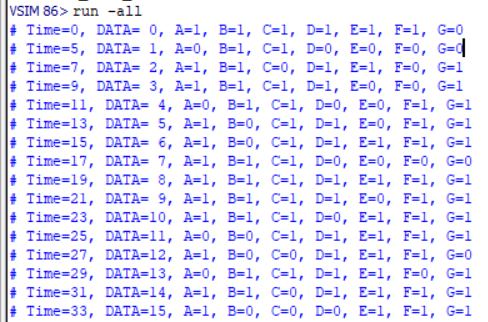 VSIM 86> run -all
# Time=0, DATA= 0, A=1, B=1, C=1, D=1, E=1, F=1, G=0
# Time=5, DATA= 1, A=0, B=1, C=1, D=0, E=0, F=0, G=0
# Time=7, DATA= 2, A=1, B=1, C=0, D=1, E=1, F=0, G=1
# Time=9, DATA= 3, A=1, B=1, C=1, D=1, E=0, F=0, G=1
# Time=11, DATA= 4, A=0, B=1, C=1, D=0, E=0, F=1, G=1
# Time=13, DATA= 5, A=1, B=0, C=1, D=1, E=0, F=1, G=1
# Time=15, DATA= 6, A=1, B=0, C=1, D=1, E=1, F=1, G=1
# Time=17, DATA= 7, A=1, B=1, C=1, D=0, E=0, F=0, G=0
# Time=19, DATA= 8, A=1, B=1, C=1, D=1, E=1, F=1, G=1
# Time=21, DATA= 9, A=1, B=1, C=1, D=1, E=0, F=1, G=1
# Time=23, DATA=10, A=1, B=1, C=1, D=0, E=1, F=1, G=1
# Time=25, DATA=11, A=0, B=0, C=1, D=1, E=1, F=1, G=1
# Time=27, DATA=12, A=1, B=0, C=0, D=1, E=1, F=1, G=0
# Time=29, DATA=13, A=0, B=1, C=1, D=1, E=1, F=0, G=1
# Time=31, DATA=14, A=1, B=1, C=0, D=1, E=1, F=1, G=1
# Time=33, DATA=15, A=1, B=0, C=0, D=0, E=1, F=1, G=1